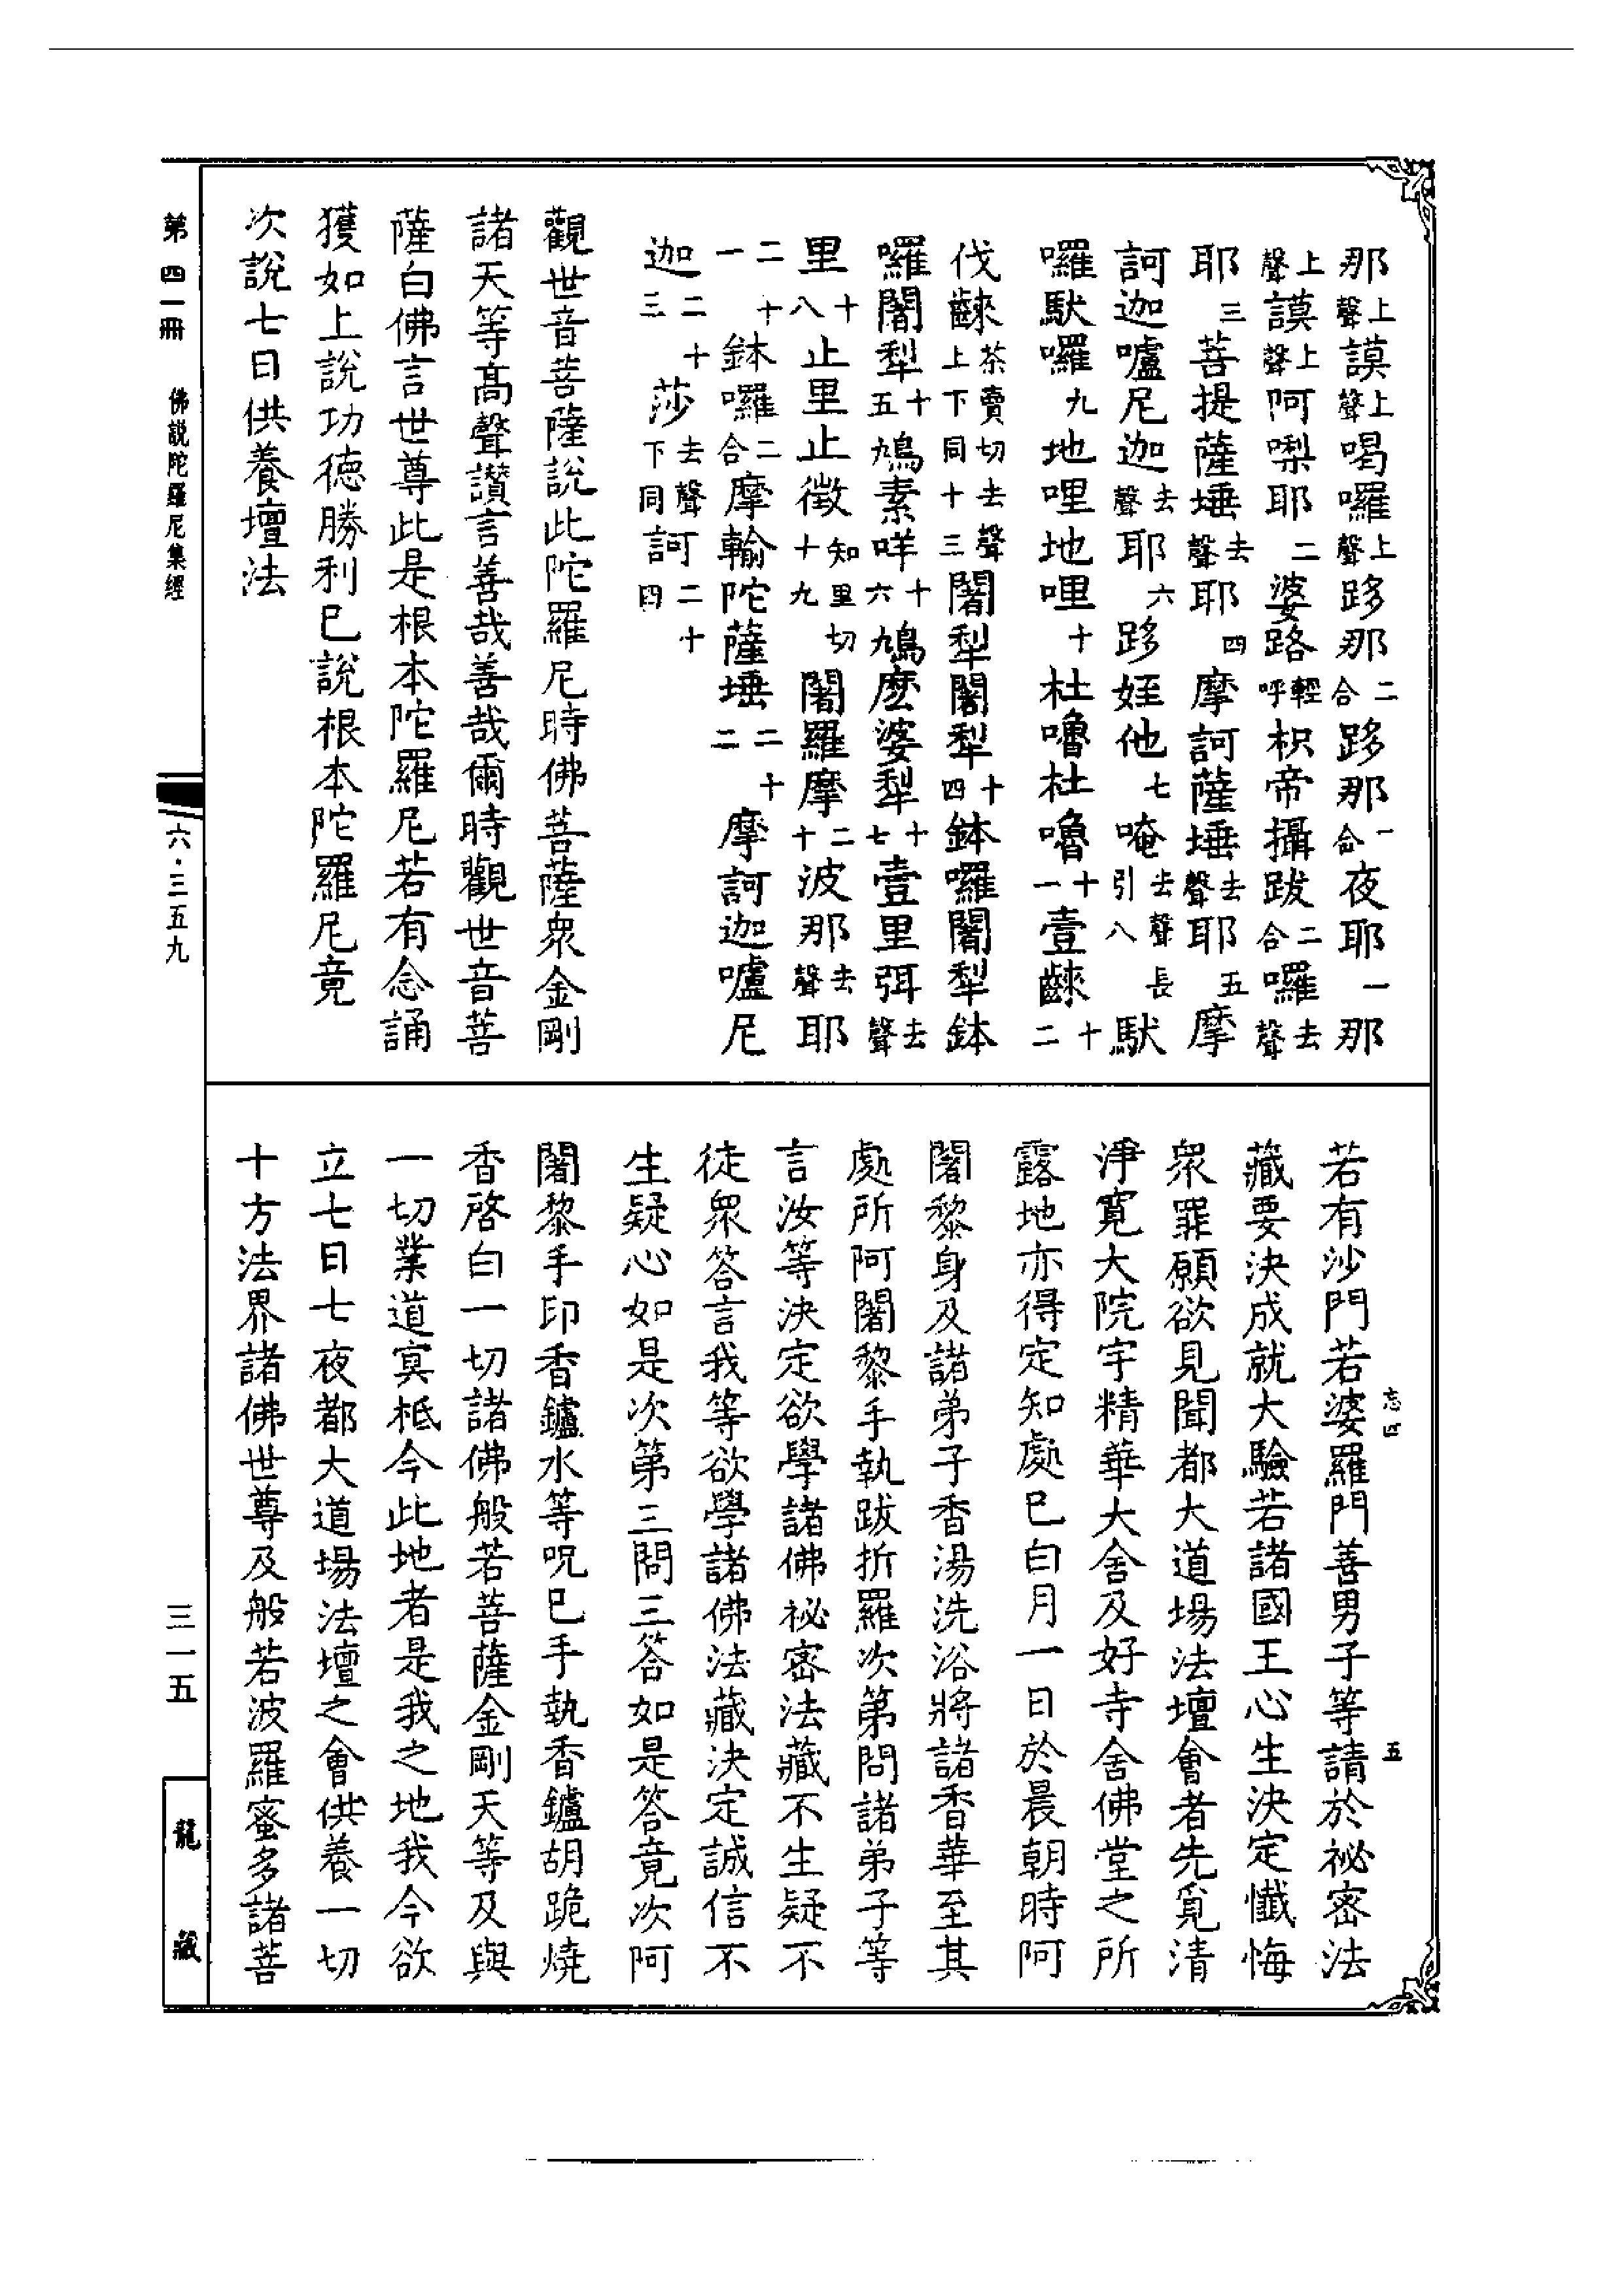 那上聲謨上聲喝囉上聲跢那二合跢那一合夜耶一那
上聲謨上聲阿㗚耶二婆路輕呼枳帝攝跋二合囉去聲
耶三菩提薩埵去聲耶四摩訶薩埵去聲耶五摩
訶迦嚧尼迦去聲耶六跢姪他七唵去聲長引八馱
囉馱囉九地哩地哩十杜嚕杜嚕十一壹䶛十二
伐䶛茶賣切去聲上下同十三闍犁闍犁十四鉢囉闍犁鉢
囉闍犁十五鳩素咩十六鳩麼婆犁十七壹里弭去聲
里十八止里止徵知里切十九闍羅摩二十波那去聲耶
二十一鉢囉二合摩輸陀薩埵二十二摩訶迦嚧尼
迦二十三莎去聲下同訶二十四
觀世音菩薩說此陀羅尼時佛菩薩衆金剛
諸天等高聲讚言善哉善哉爾時觀世音菩
薩白佛言世尊此是根本陀羅尼若有念誦
獲如上說功德勝利巳說根本陀羅尼竟
次說七日供養壇法
若有沙門若婆羅門善男子等請於祕密法
藏要決成就大驗若諸國王心生決定懺悔
衆罪願欲見聞都大道場法壇會者先覓清
淨寬大院宇精華大舍及好寺舍佛堂之所
露地亦得定知處巳白月一日於晨朝時阿
闍黎身及諸弟子香湯洗浴將諸香華至其
處所阿闍黎手執跋折羅次第問諸弟子等
言汝等決定欲學諸佛祕密法藏不生疑不
徒衆答言我等欲學諸佛法藏決定誠信不
生疑心如是次第三問三答如是答竟次阿
闍黎手印香鑪水等呪巳手執香鑪胡跪燒
香啓白一切諸佛般若菩薩金剛天等及與
一切業道冥祇今此地者是我之地我今欲
立七日七夜都大道場法壇之會供養一切
十方法界諸佛世尊及般若波羅蜜多諸菩
忘四
五
第四一冊
佛說陀羅尼集經
六·三五九
三一五
龍藏